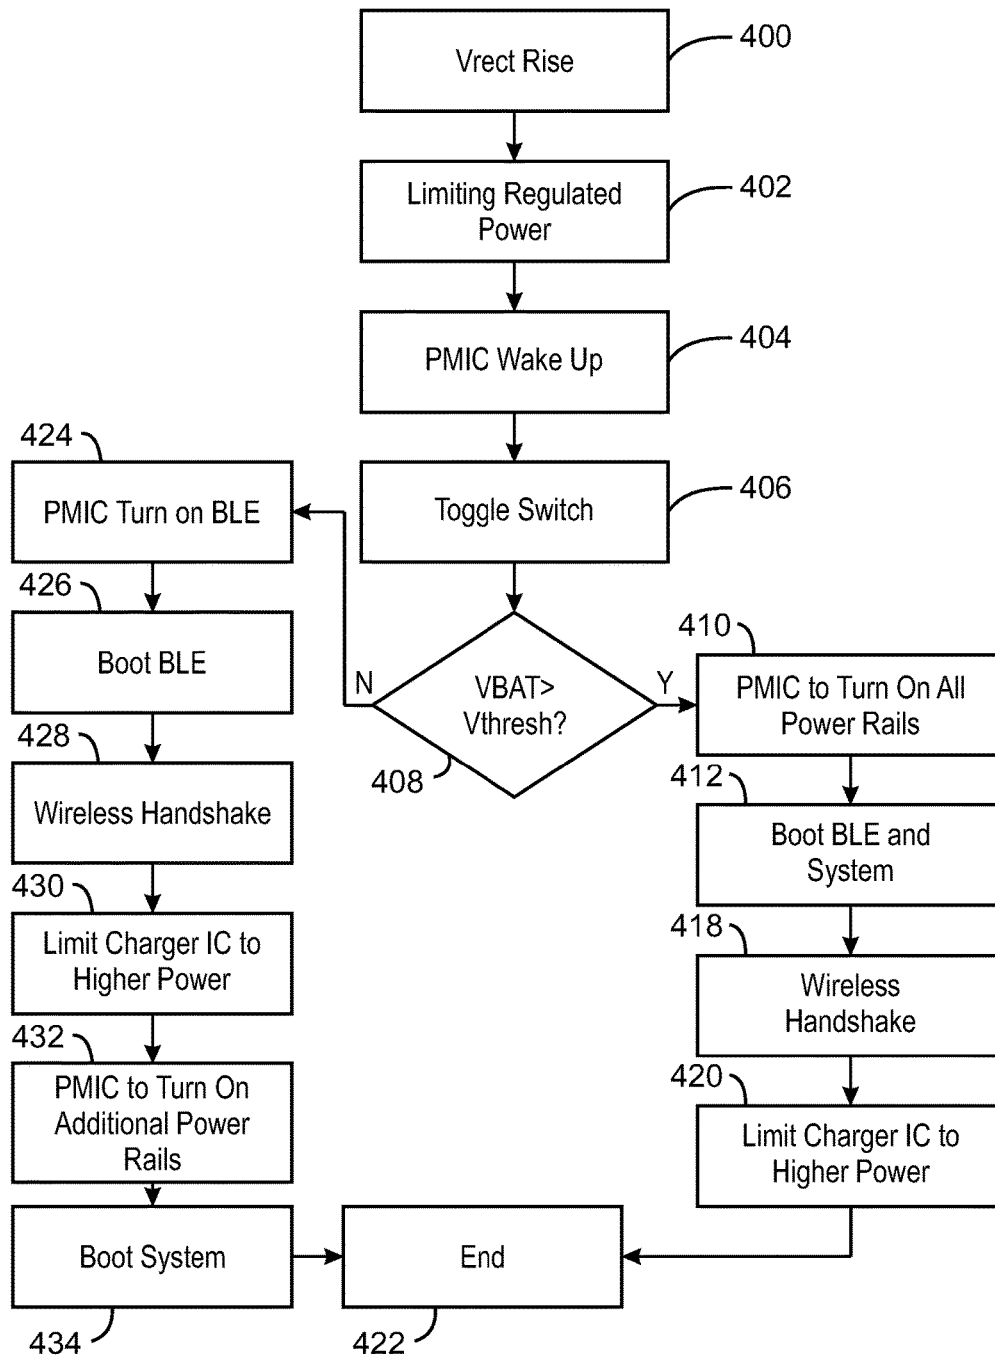 Vrect Rise
400
Limiting Regulated
Power
402
PMIC Wake Up
404
Toggle Switch
406
VBAT>
Vthresh?
408
N
Y
424
PMIC Turn on BLE
426
Boot BLE
428
Wireless Handshake
430
Limit Charger IC to
Higher Power
432
PMIC to Turn On
Additional Power
Rails
Boot System
434
410
PMIC to Turn On All
Power Rails
412
Boot BLE and
System
418
Wireless
Handshake
420
Limit Charger IC to
Higher Power
End
422